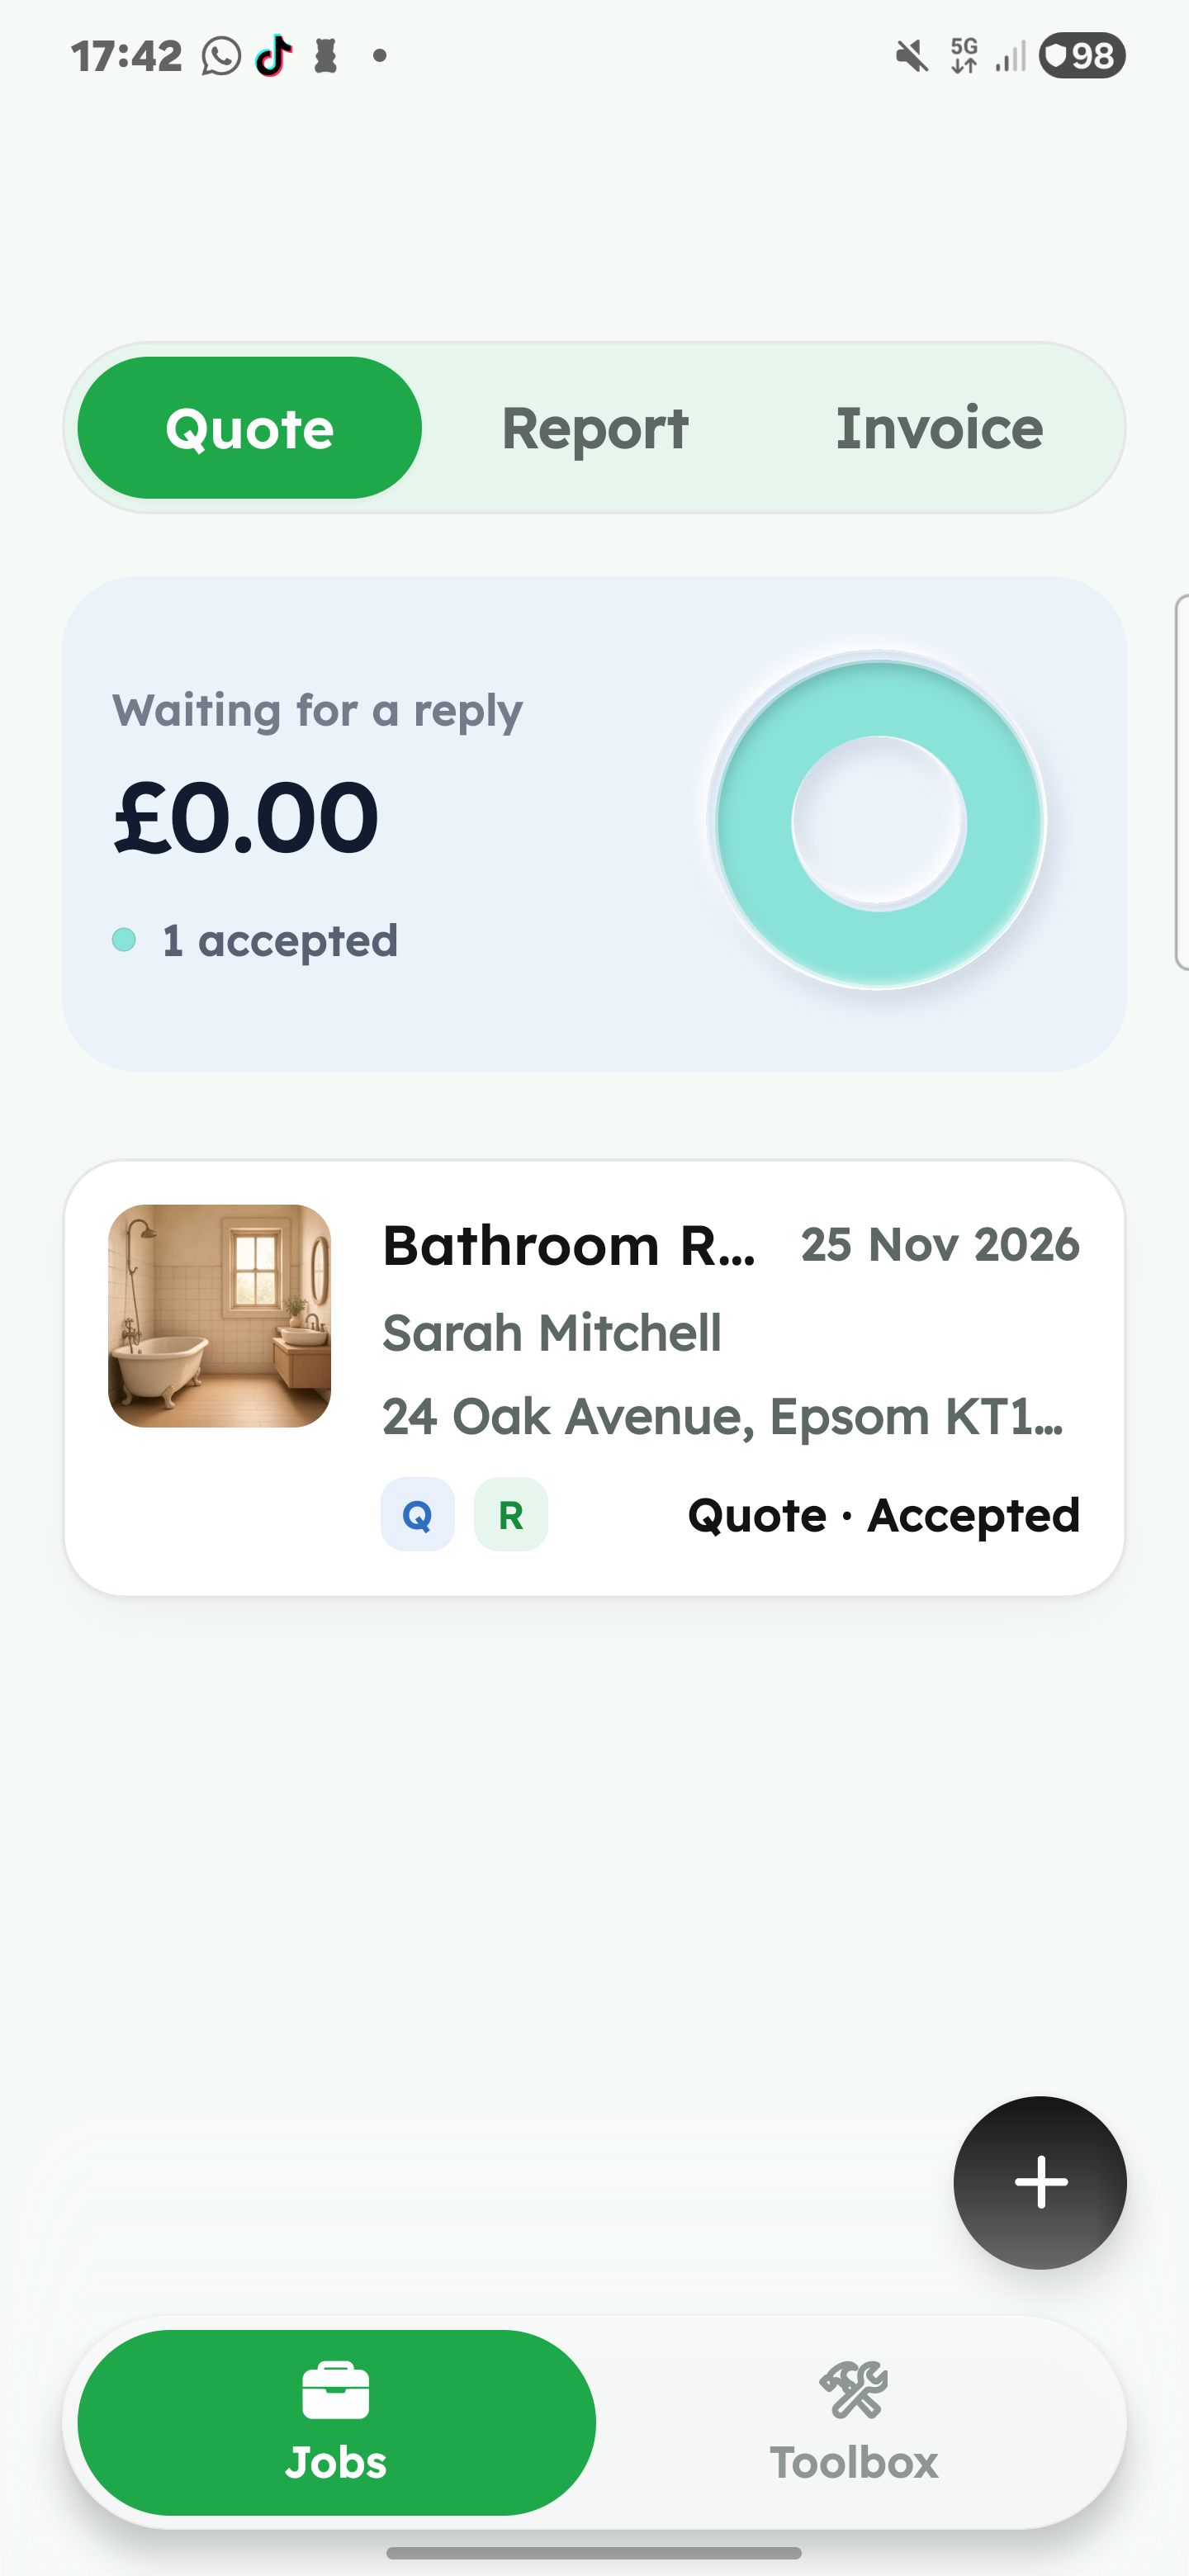 17:42 5G 98
Quote Report Invoice
Waiting for a reply
£0.00
1 accepted
Bathroom R... 25 Nov 2026
Sarah Mitchell
24 Oak Avenue, Epsom KT1...
Q R Quote · Accepted
Jobs Toolbox